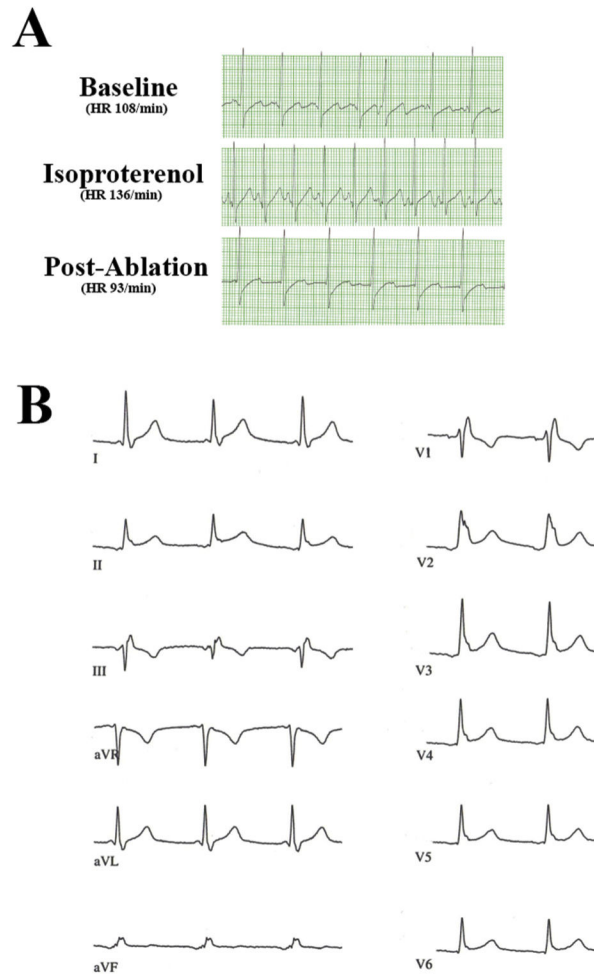 A
Baseline
(HR 108/min)
Isoproterenol
(HR 136/min)
Post-Ablation
(HR 93/min)
B
I
V1
II
V2
III
V3
aVR
V4
aVL
V5
aVF
V6